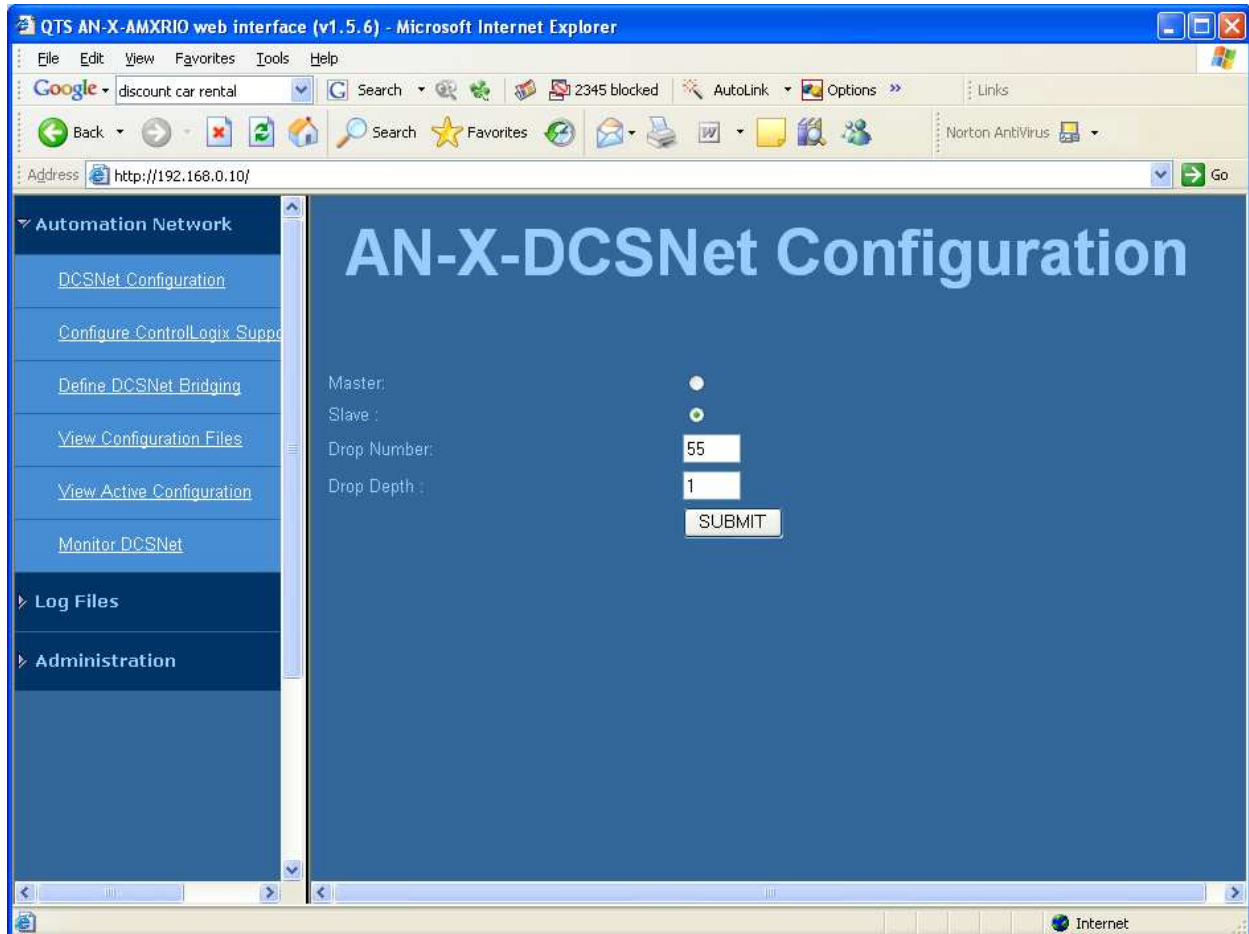 QTS AN-X-AMXRIO web interface (v1.5.6) - Microsoft Internet Explorer
File Edit View Favorites Tools Help
Google discount car rental Search 2345 blocked AutoLink Options » Links
Back Search Favorites Norton AntiVirus
Address http://192.168.0.10/ Go
Automation Network
DCSNet Configuration
Configure ControlLogix Suppo
Define DCSNet Bridging
View Configuration Files
View Active Configuration
Monitor DCSNet
Log Files
Administration
AN-X-DCSNet Configuration
Master:
Slave :
Drop Number: 55
Drop Depth : 1
SUBMIT
Internet